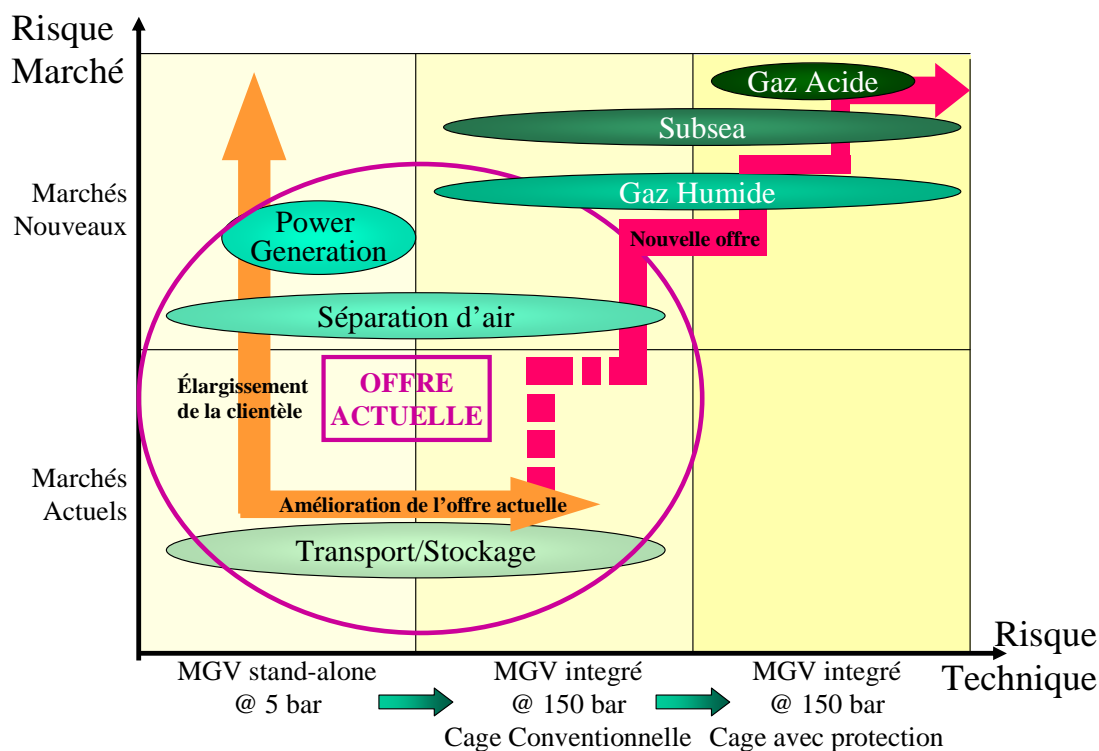 Risque
Marché
Gaz Acide
Subsea
Marchés
Nouveaux
Gaz Humide
Power
Generation
Nouvelle offre
Séparation d’air
Élargissement
de la clientèle
OFFRE
ACTUELLE
Marchés
Actuels
Amélioration de l’offre actuelle
Transport/Stockage
Risque
Technique
MGV stand-alone
@ 5 bar
MGV integré
@ 150 bar
Cage Conventionnelle
MGV integré
@ 150 bar
Cage avec protection